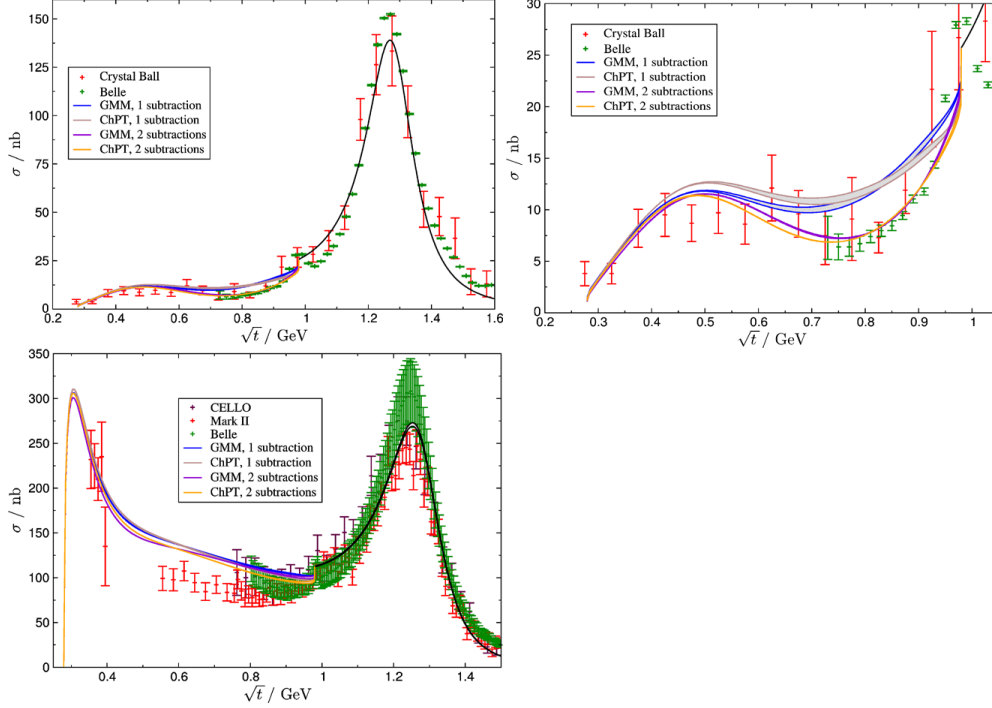 150
125
100
75
50
25
0
σ / nb
Crystal Ball
Belle
GMM, 1 subtraction
ChPT, 1 subtraction
GMM, 2 subtractions
ChPT, 2 subtractions
0.2 0.4 0.6 0.8 1 1.2 1.4 1.6
√t / GeV
30
25
20
15
10
5
0
σ / nb
Crystal Ball
Belle
GMM, 1 subtraction
ChPT, 1 subtraction
GMM, 2 subtractions
ChPT, 2 subtractions
0.2 0.3 0.4 0.5 0.6 0.7 0.8 0.9 1
√t / GeV
350
300
250
200
150
100
50
0
σ / nb
CELLO
Mark II
Belle
GMM, 1 subtraction
ChPT, 1 subtraction
GMM, 2 subtractions
ChPT, 2 subtractions
0.4 0.6 0.8 1 1.2 1.4
√t / GeV